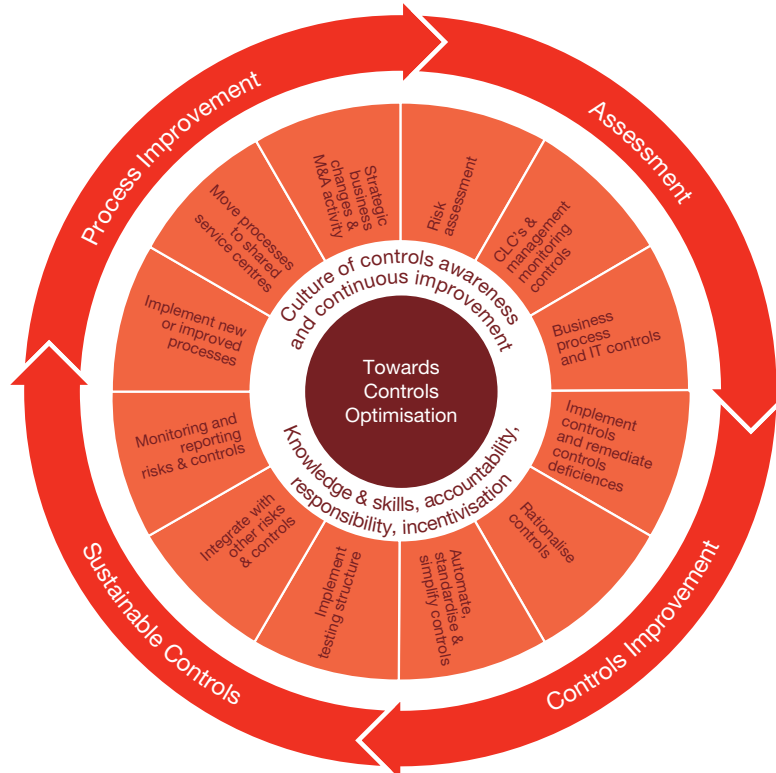 Process Improvement
Assessment
Controls Improvement
Sustainable Controls
Risk
assessment
CLC's &
management
monitoring
controls
Business
process
and IT controls
Implement
controls
and remediate
controls
deficiences
Rationalise
controls
Automate,
standardise &
simplify controls
Implement
testing structure
Integrate with
other risks
& controls
Monitoring and
reporting
risks & controls
Implement new
or improved
processes
Move processes
to shared
service centres
Strategic
business
changes &
M&A activity
Culture of controls awareness
and continuous improvement
Towards
Controls
Optimisation
Knowledge & skills, accountability,
responsibility, incentivisation